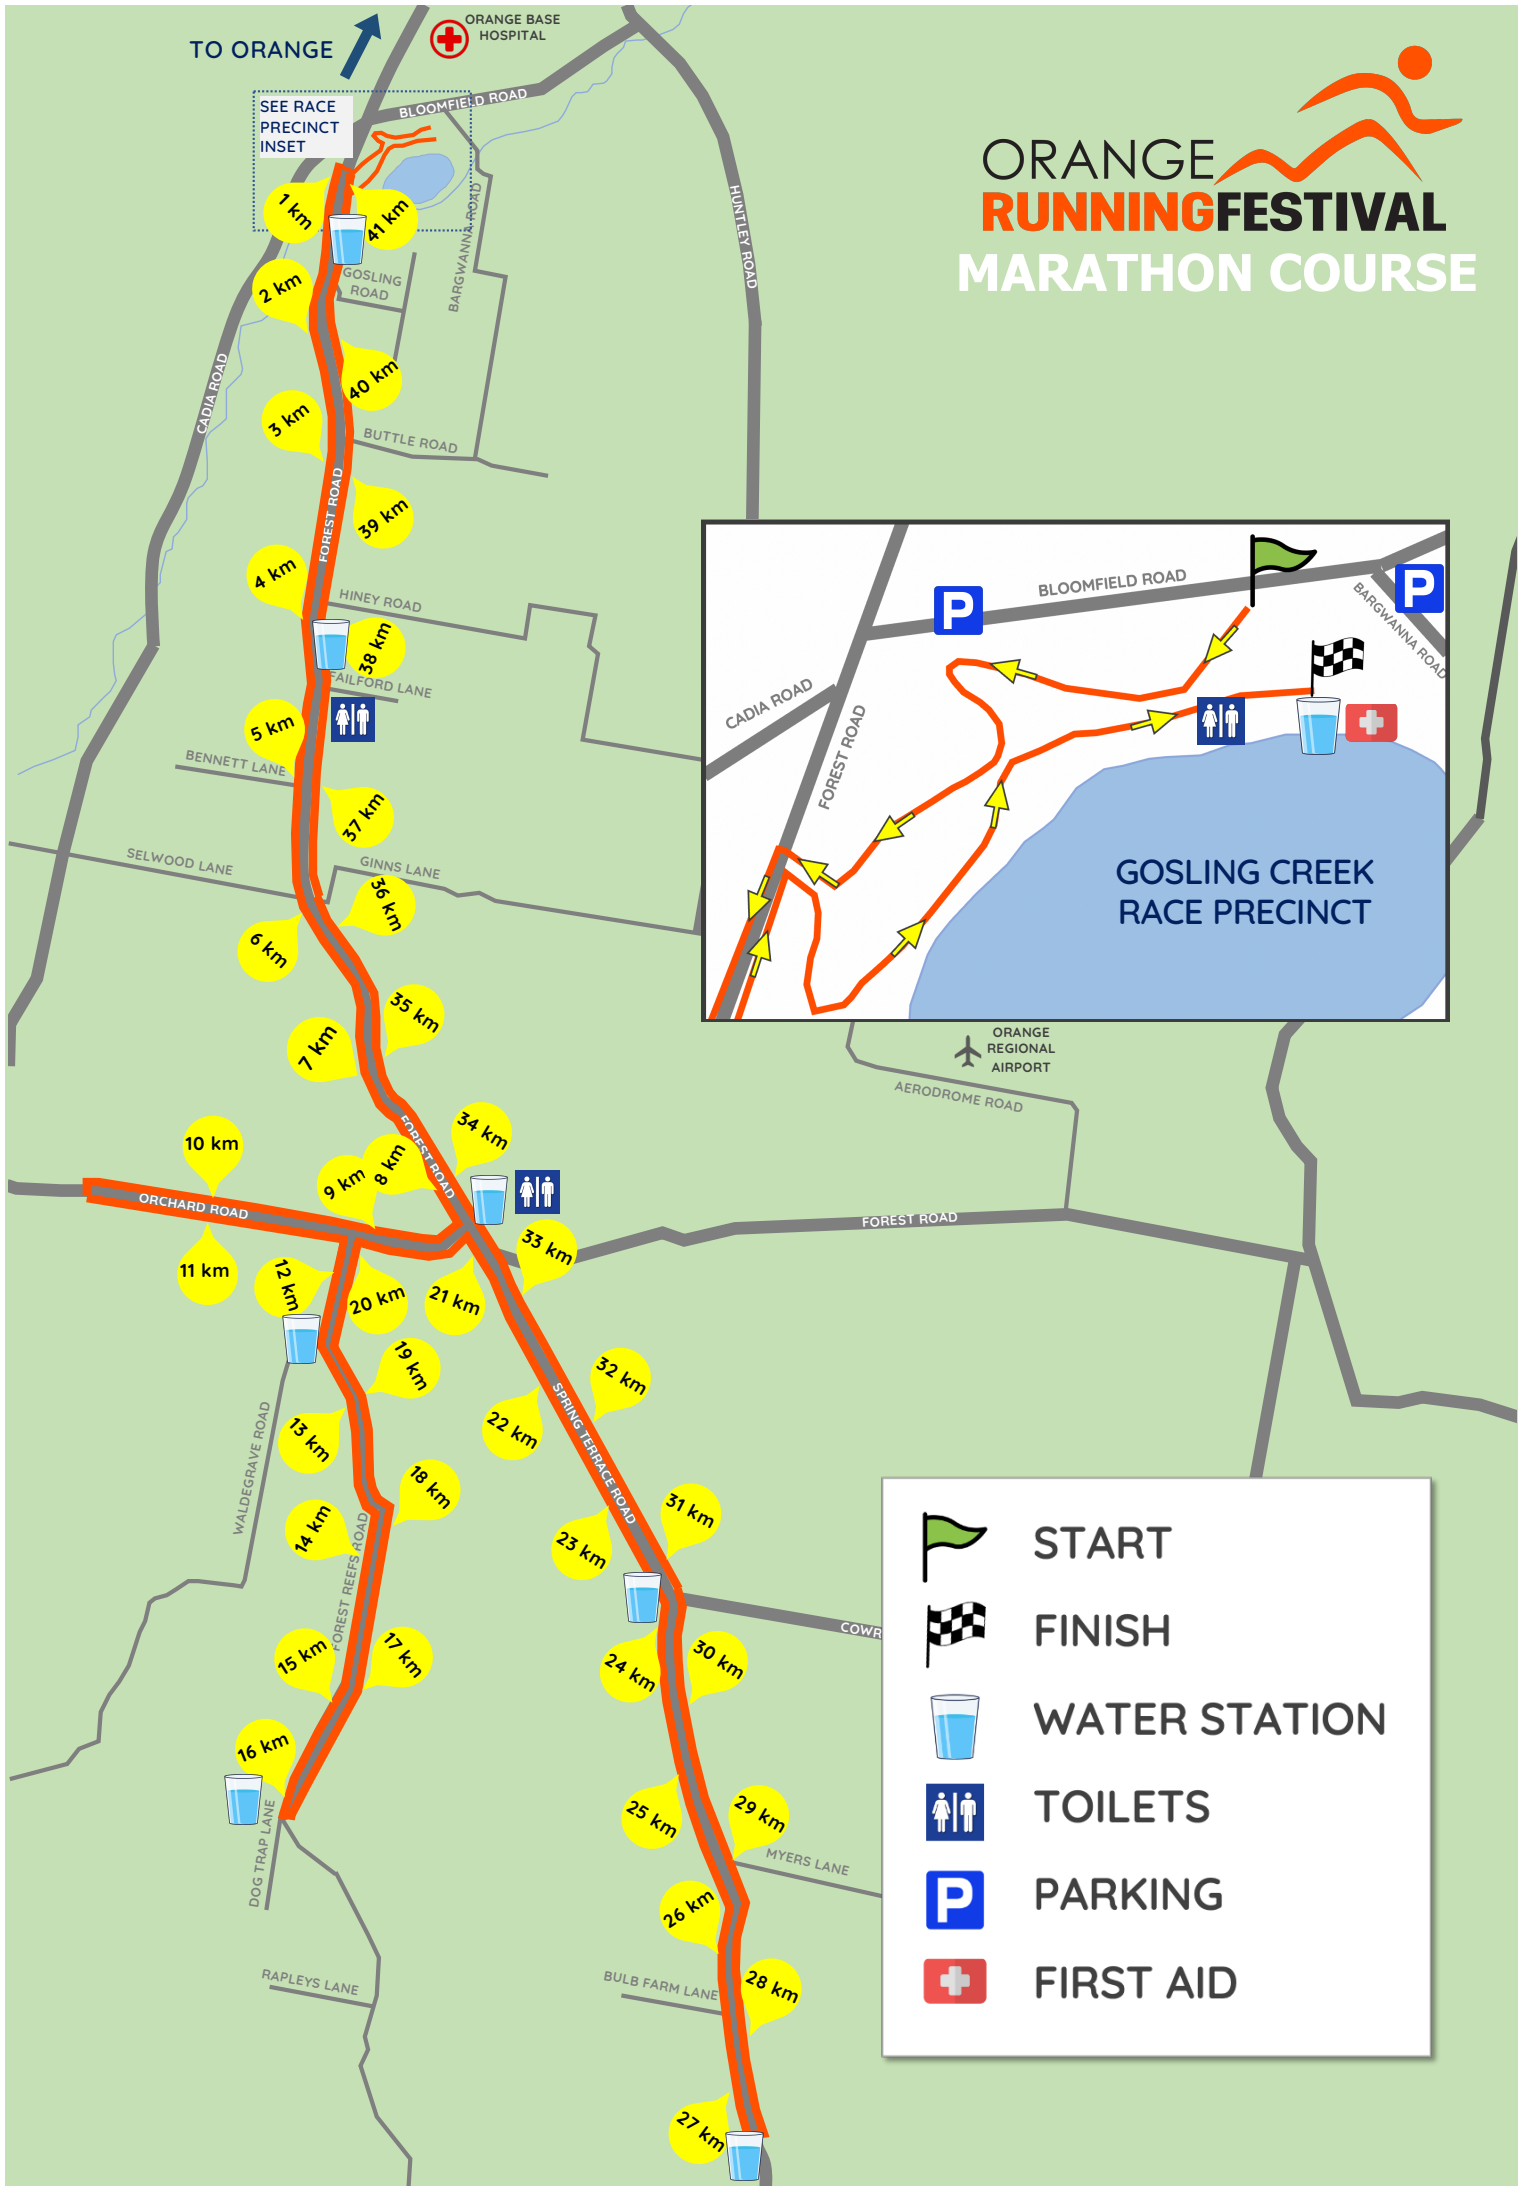 ORANGE BASE
HOSPITAL
TO ORANGE
SEE RACE
PRECINCT
INSET
BLOOMFIELD ROAD
ORANGE
RUNNINGFESTIVAL
MARATHON COURSE
1 km
41 km
HUNTLEY ROAD
BARGWANNA ROAD
GOSLING
ROAD
2 km
CADIA ROAD
40 km
3 km
BUTTLE ROAD
FOREST ROAD
39 km
4 km
HINEY ROAD
38 km
FAILFORD LANE
5 km
BENNETT LANE
37 km
SELWOOD LANE
GINNS LANE
36 km
6 km
BLOOMFIELD ROAD
P
P
BARGWANNA ROAD
CADIA ROAD
FOREST ROAD
GOSLING CREEK
RACE PRECINCT
35 km
7 km
ORANGE
REGIONAL
AIRPORT
AERODROME ROAD
34 km
FOREST ROAD
10 km
8 km
9 km
ORCHARD ROAD
FOREST ROAD
33 km
11 km
12 km
20 km
21 km
19 km
32 km
SPRING TERRACE ROAD
22 km
13 km
WALDEGRAVE ROAD
18 km
31 km
14 km
23 km
FOREST REEFS ROAD
COWR
15 km
17 km
24 km
30 km
16 km
25 km
29 km
MYERS LANE
DOG TRAP LANE
26 km
RAPLEYS LANE
BULB FARM LANE
28 km
27 km
START
FINISH
WATER STATION
TOILETS
P
PARKING
FIRST AID